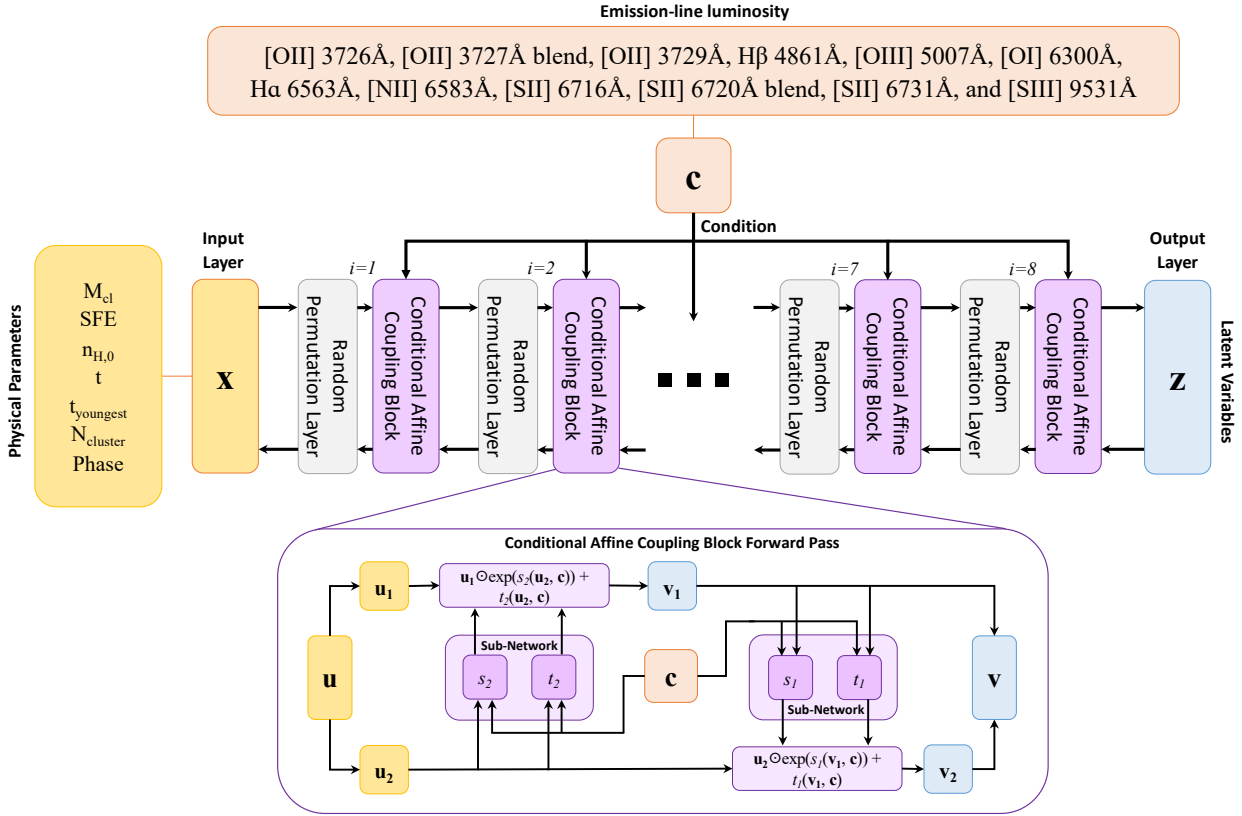 Emission-line luminosity
[OII] 3726Å, [OII] 3727Å blend, [OII] 3729Å, Hβ 4861Å, [OIII] 5007Å, [OI] 6300Å,
Hα 6563Å, [NII] 6583Å, [SII] 6716Å, [SII] 6720Å blend, [SII] 6731Å, and [SIII] 9531Å
c
Condition
Physical Parameters
M_cl
SFE
n_H,0
t
t_youngest
N_cluster
Phase
Input
Layer
x
Random
Permutation Layer
i=1
Conditional Affine
Coupling Block
Random
Permutation Layer
i=2
Conditional Affine
Coupling Block
Random
Permutation Layer
i=7
Conditional Affine
Coupling Block
Random
Permutation Layer
i=8
Conditional Affine
Coupling Block
Output
Layer
z
Latent Variables
Conditional Affine Coupling Block Forward Pass
u
u₁
u₂
u₁⊙exp(s₂(u₂, c)) +
t₂(u₂, c)
v₁
Sub-Network
s₂
t₂
c
s₁
t₁
Sub-Network
u₂⊙exp(s₁(v₁, c)) +
t₁(v₁, c)
v₂
v